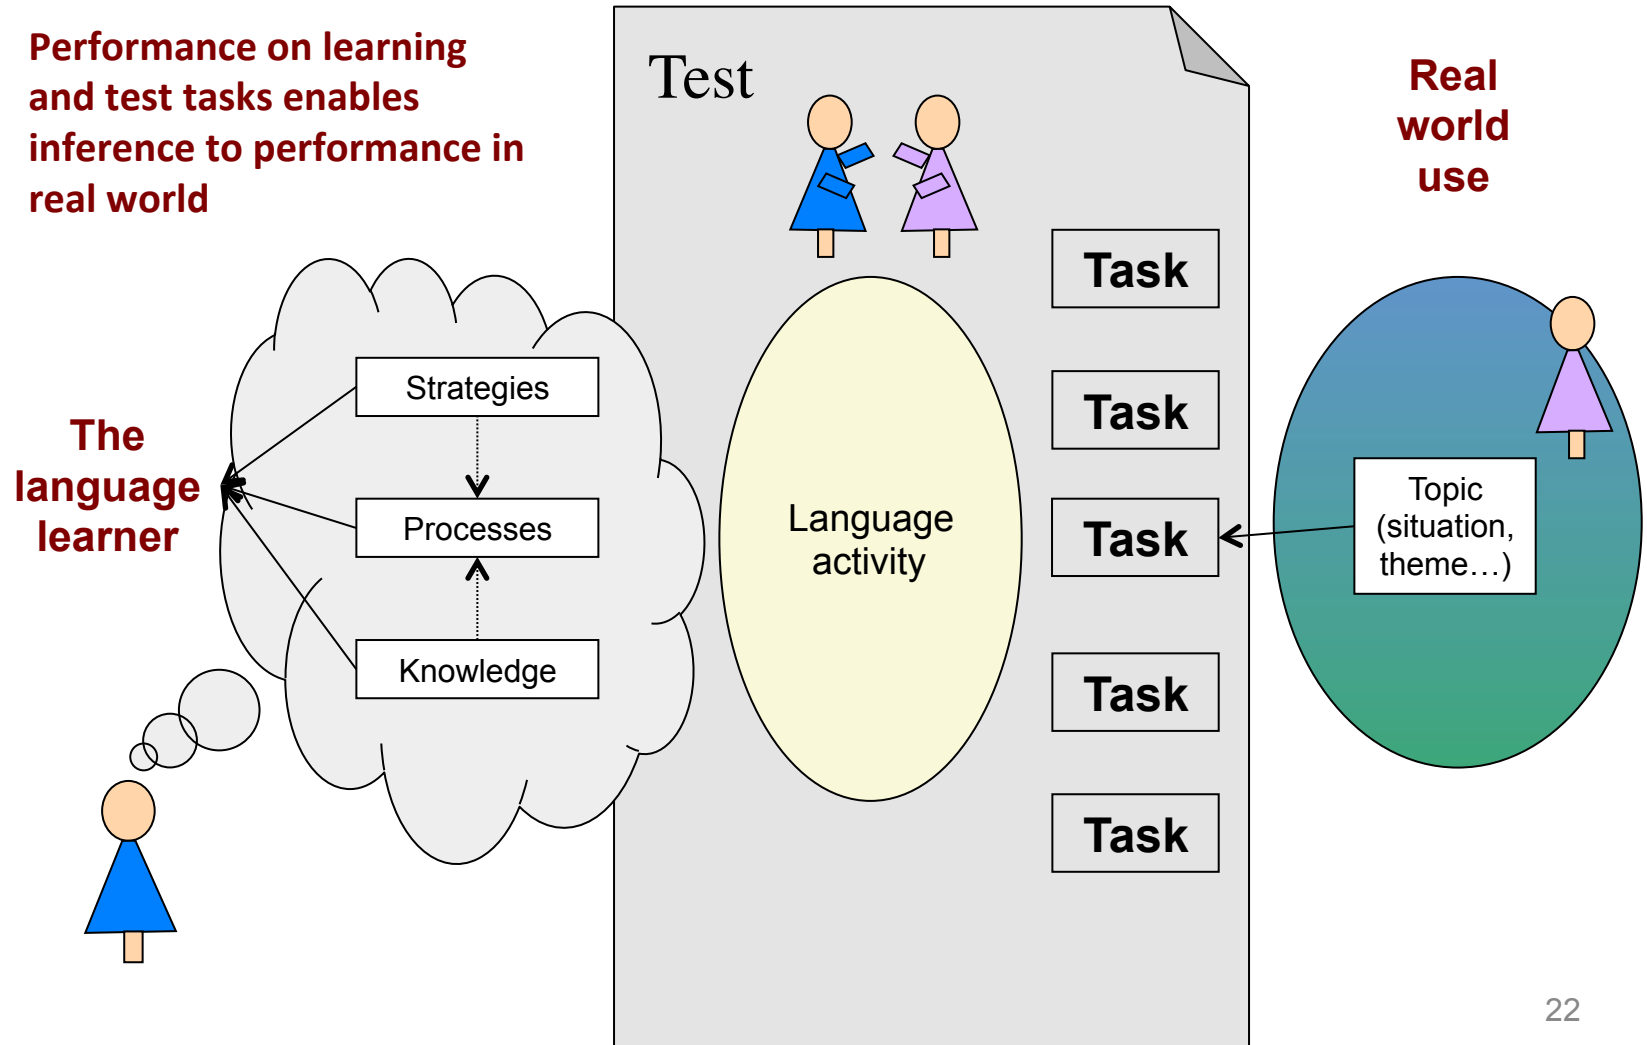 Performance on learning
and test tasks enables
inference to performance in
real world
Test
Real
world
use
The
language
learner
Strategies
Processes
Knowledge
Language
activity
Task
Task
Task
Task
Task
Topic
(situation,
theme…)
22